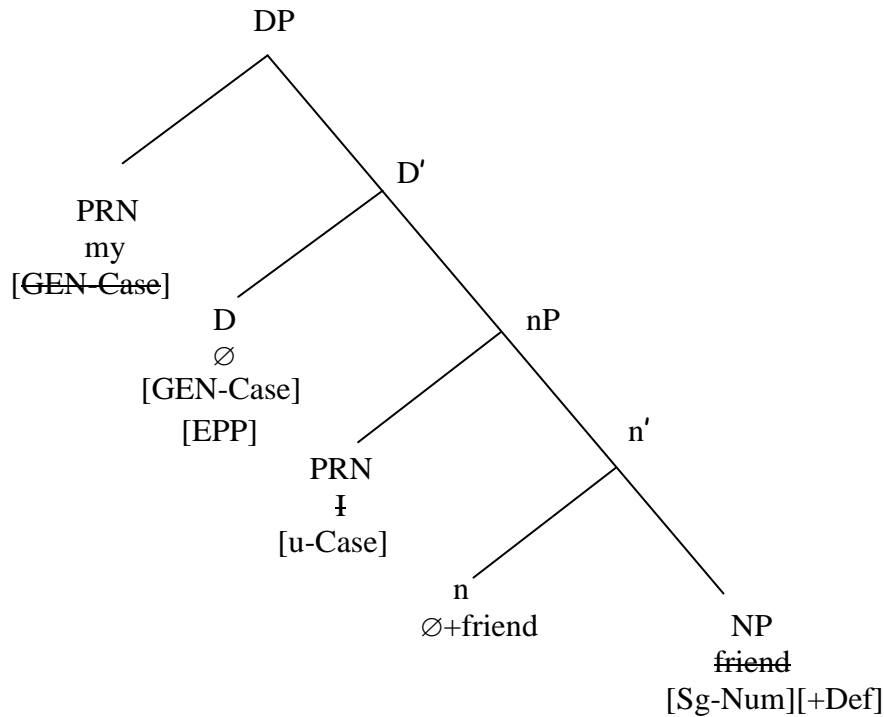 DP
D′
PRN
my
[GEN-Case]
D
∅
[GEN-Case]
[EPP]
nP
PRN
I
[u-Case]
n′
n
∅+friend
NP
friend
[Sg-Num][+Def]